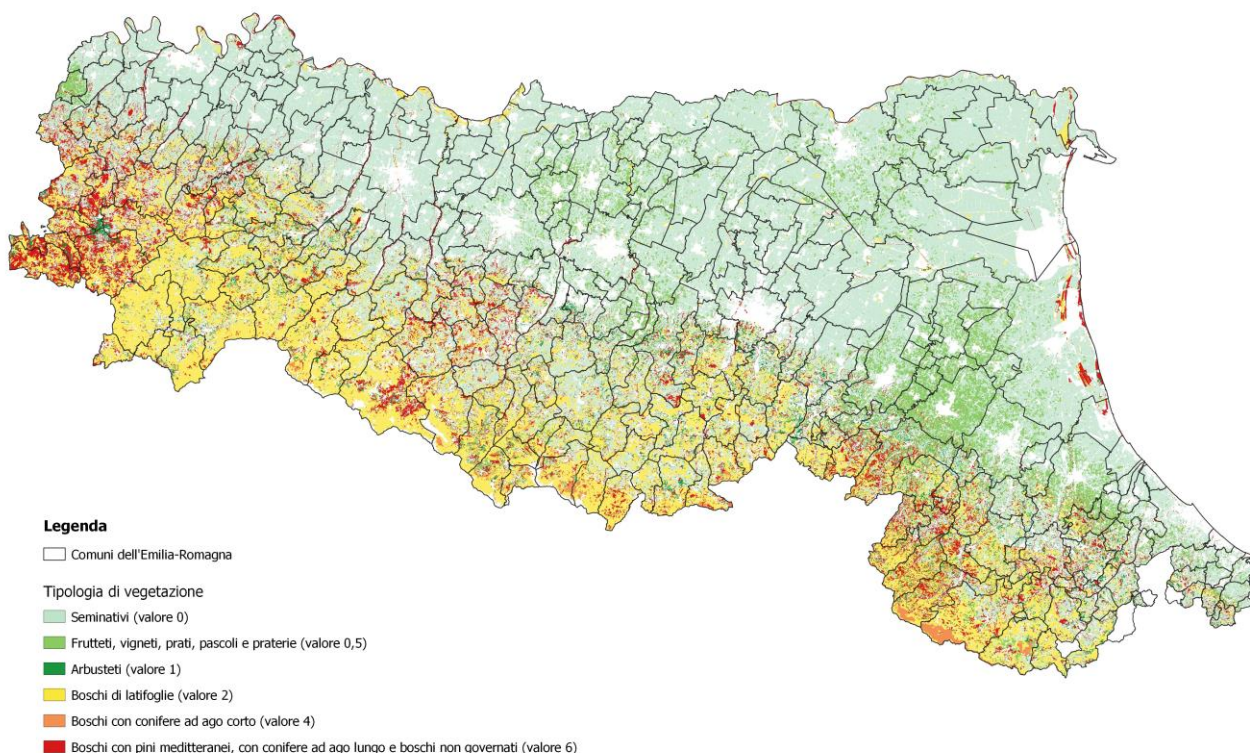 Legenda
Comuni dell'Emilia-Romagna
Tipologia di vegetazione
Seminativi (valore 0)
Frutteti, vigneti, prati, pascoli e praterie (valore 0,5)
Arbusteti (valore 1)
Boschi di latifoglie (valore 2)
Boschi con conifere ad ago corto (valore 4)
Boschi con pini meditteranei, con conifere ad ago lungo e boschi non governati (valore 6)